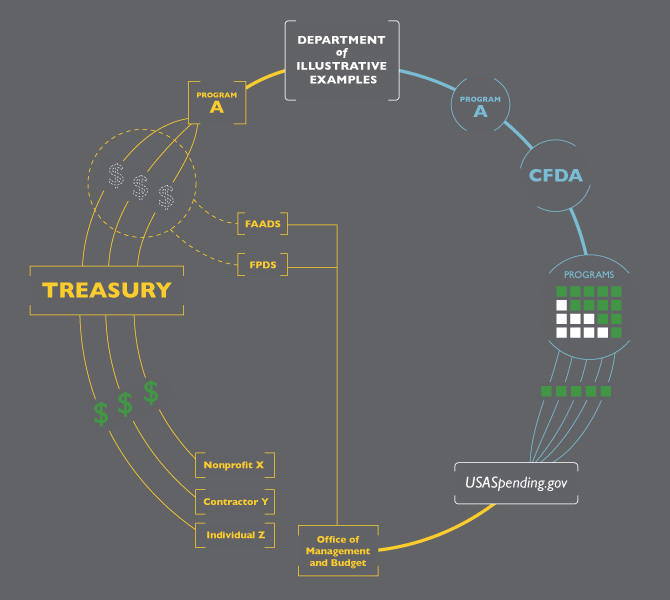 DEPARTMENT
of
ILLUSTRATIVE
EXAMPLES
PROGRAM
A
PROGRAM
A
CFDA
$ $ $
FAADS
FPDS
PROGRAMS
TREASURY
$ $ $
Nonprofit X
Contractor Y
Individual Z
USASpending.gov
Office of
Management
and Budget